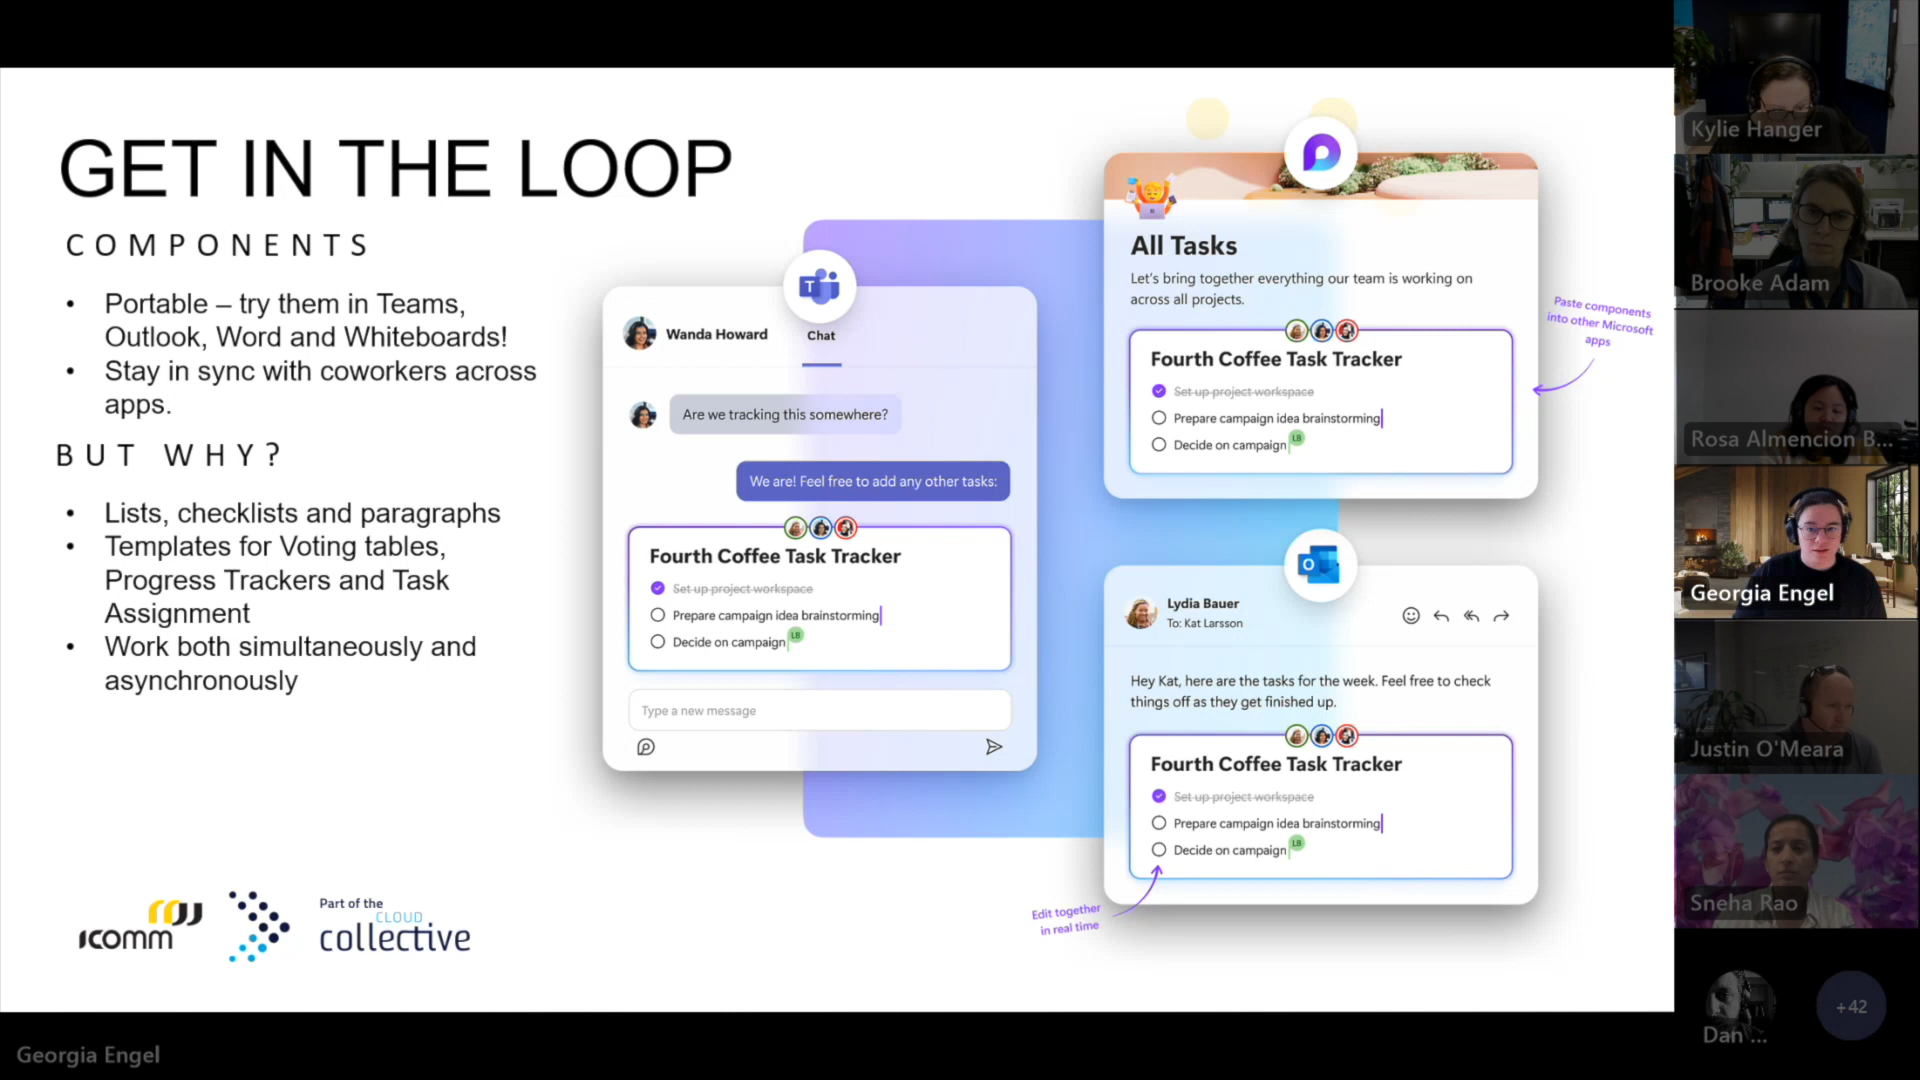 GET IN THE LOOP
COMPONENTS
• Portable – try them in Teams,
Outlook, Word and Whiteboards!
• Stay in sync with coworkers across
apps.
BUT WHY?
• Lists, checklists and paragraphs
• Templates for Voting tables,
Progress Trackers and Task
Assignment
• Work both simultaneously and
asynchronously
ICOMM
Part of the
CLOUD
collective
T
Wanda Howard
Chat
Are we tracking this somewhere?
We are! Feel free to add any other tasks:
Fourth Coffee Task Tracker
Set up project workspace
Prepare campaign idea brainstorming
Decide on campaign
LB
Type a new message
All Tasks
Let's bring together everything our team is working on
across all projects.
Fourth Coffee Task Tracker
Set up project workspace
Prepare campaign idea brainstorming
Decide on campaign
LB
Paste components
into other Microsoft
apps
O
Lydia Bauer
To: Kat Larsson
Hey Kat, here are the tasks for the week. Feel free to check
things off as they get finished up.
Fourth Coffee Task Tracker
Set up project workspace
Prepare campaign idea brainstorming
Decide on campaign
LB
Edit together
in real time
Kylie Hanger
Brooke Adam
Rosa Almencion B...
Georgia Engel
Justin O'Meara
Sneha Rao
Dan ...
+42
Georgia Engel